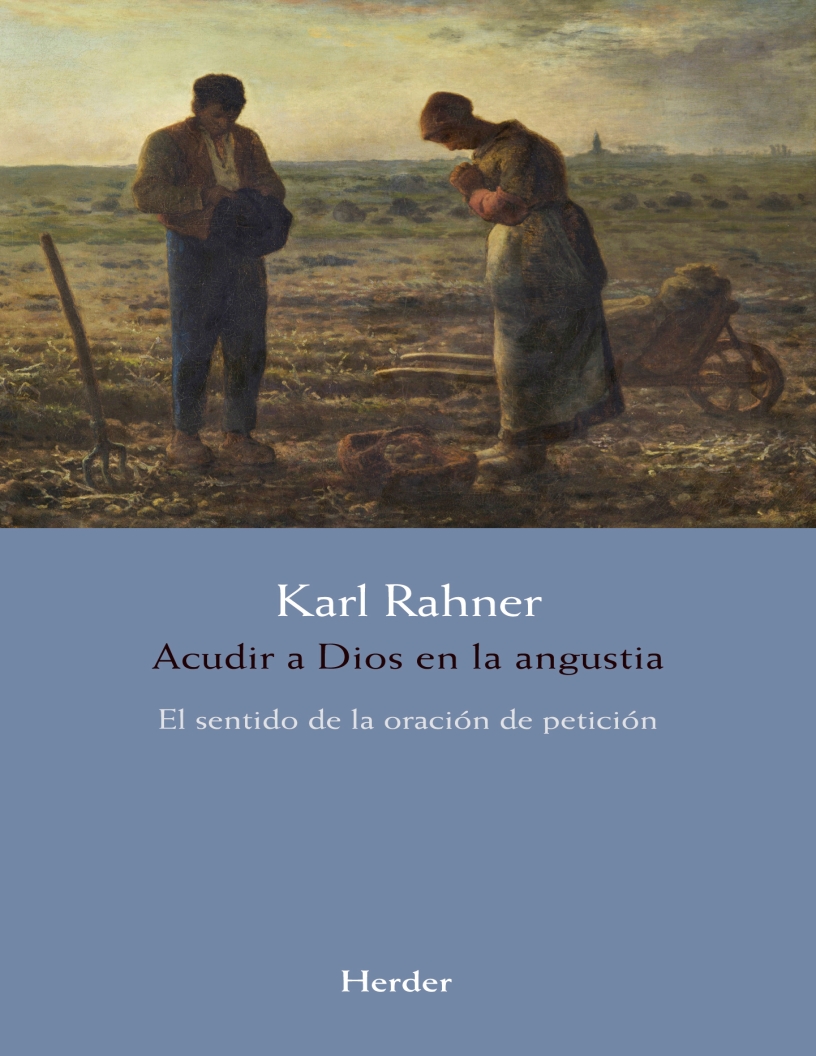 Karl Rahner
Acudir a Dios en la angustia
El sentido de la oración de petición
Herder